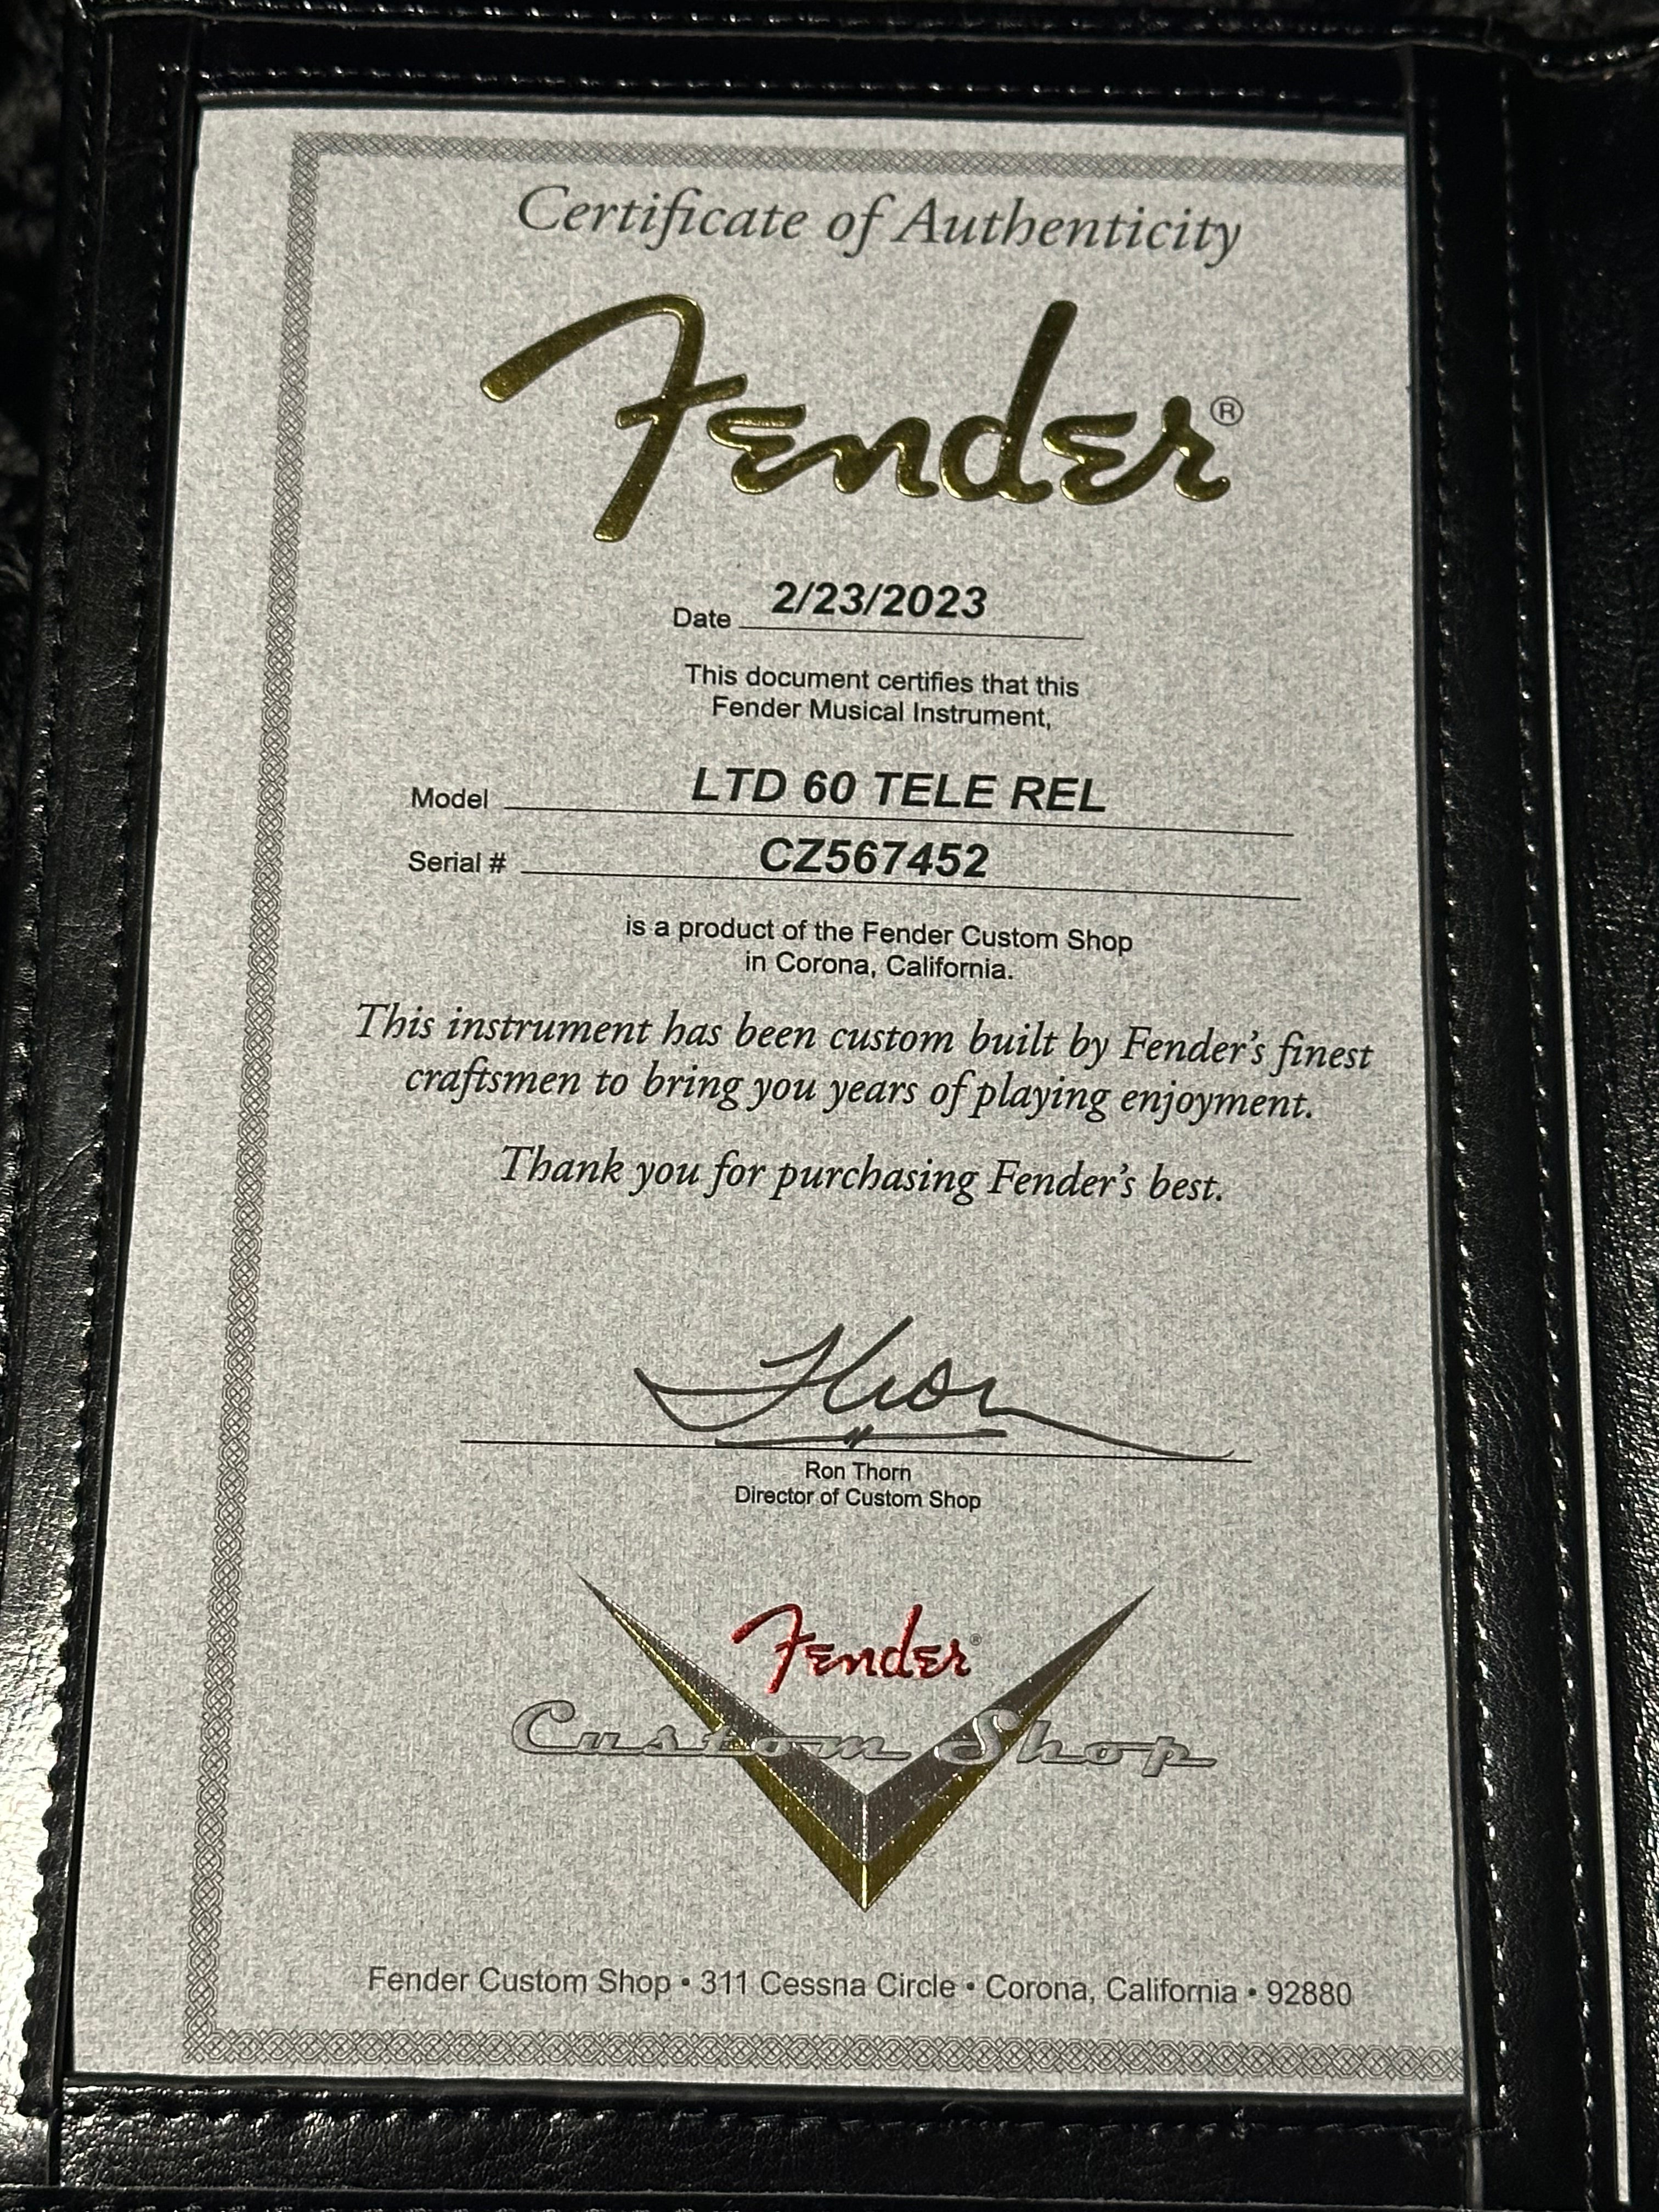 Certificate of Authenticity
Fender®
Date 2/23/2023
This document certifies that this
Fender Musical Instrument,
Model LTD 60 TELE REL
Serial # CZ567452
is a product of the Fender Custom Shop
in Corona, California.
This instrument has been custom built by Fender's finest
craftsmen to bring you years of playing enjoyment.
Thank you for purchasing Fender's best.
Thorn
Ron Thorn
Director of Custom Shop
Fender®
Custom Shop
Fender Custom Shop • 311 Cessna Circle • Corona, California • 92880